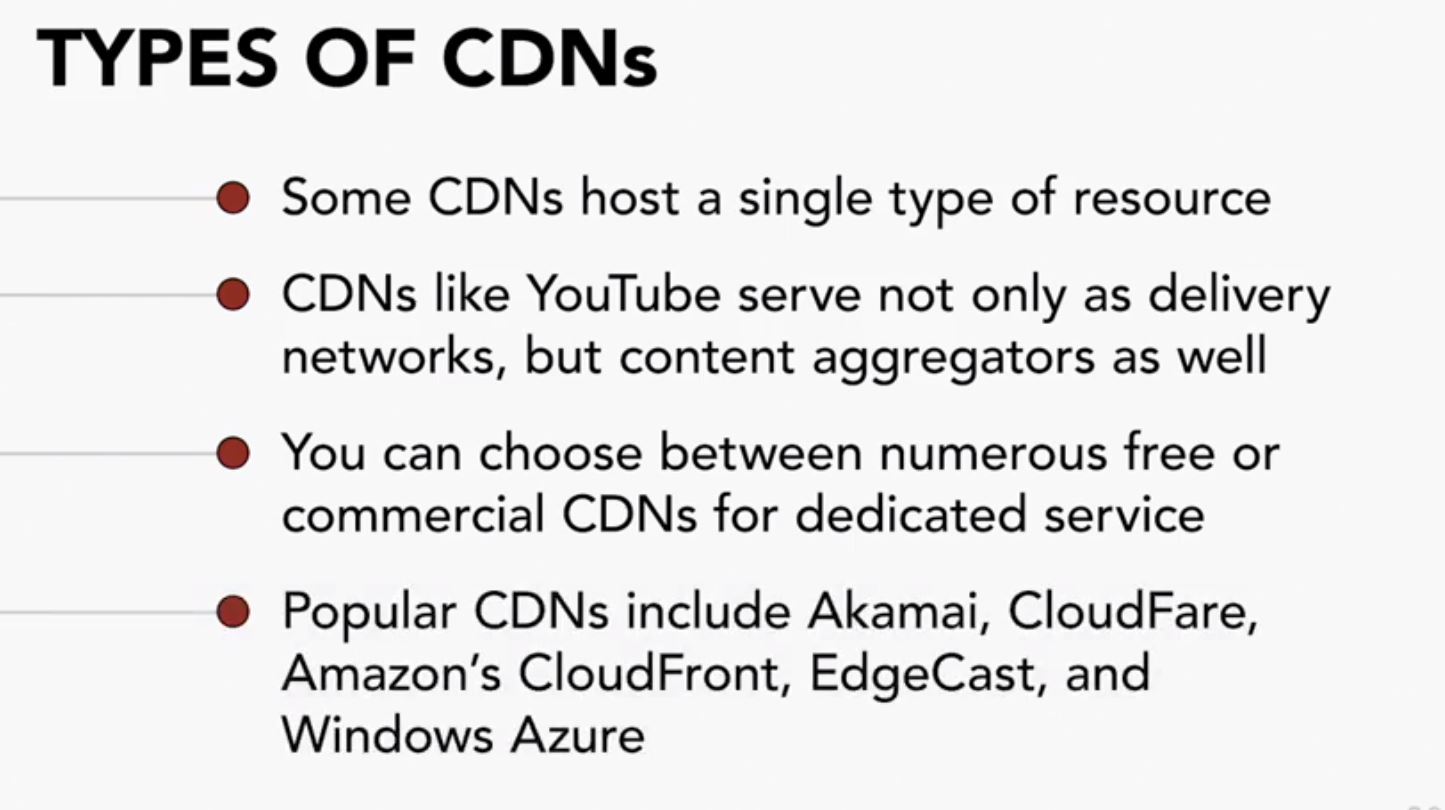 TYPES OF CDNs
Some CDNs host a single type of resource
CDNs like YouTube serve not only as delivery
networks, but content aggregators as well
You can choose between numerous free or
commercial CDNs for dedicated service
Popular CDNs include Akamai, CloudFare,
Amazon’s CloudFront, EdgeCast, and
Windows Azure